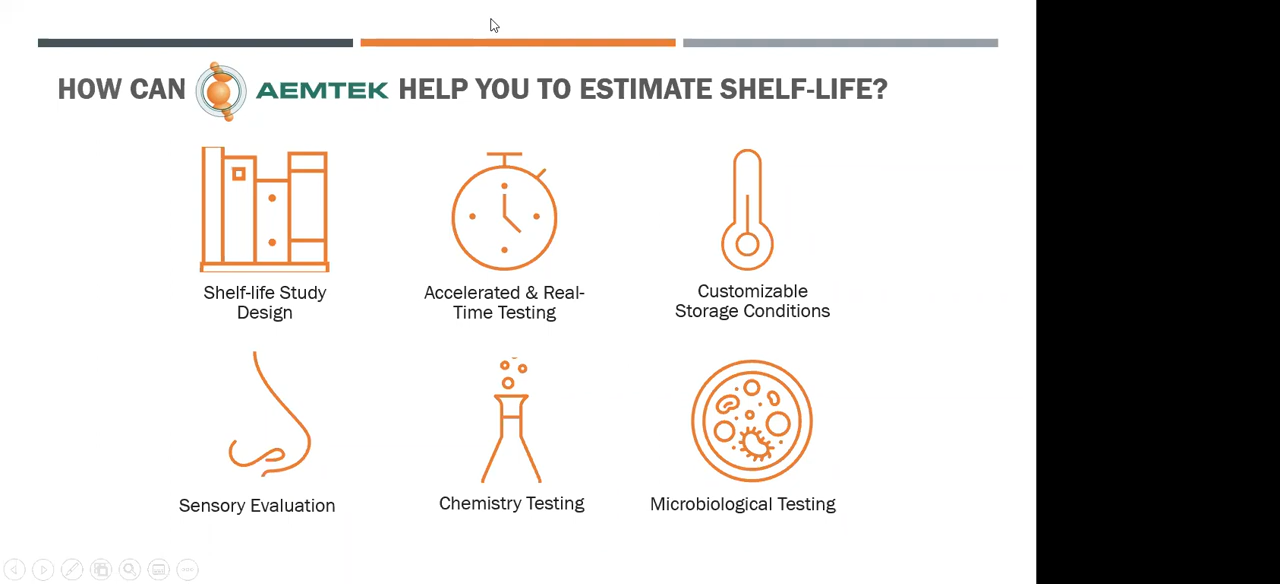 HOW CAN AEMTEK HELP YOU TO ESTIMATE SHELF-LIFE?
Shelf-life Study
Design
Accelerated & Real-
Time Testing
Customizable
Storage Conditions
Sensory Evaluation
Chemistry Testing
Microbiological Testing